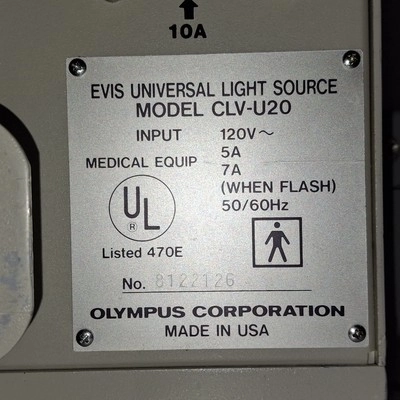 10A
EVIS UNIVERSAL LIGHT SOURCE
MODEL CLV-U20
INPUT 120V~
5A
MEDICAL EQUIP 7A
(WHEN FLASH)
50/60Hz
UL
®
Listed 470E
No. 8122126
OLYMPUS CORPORATION
MADE IN USA